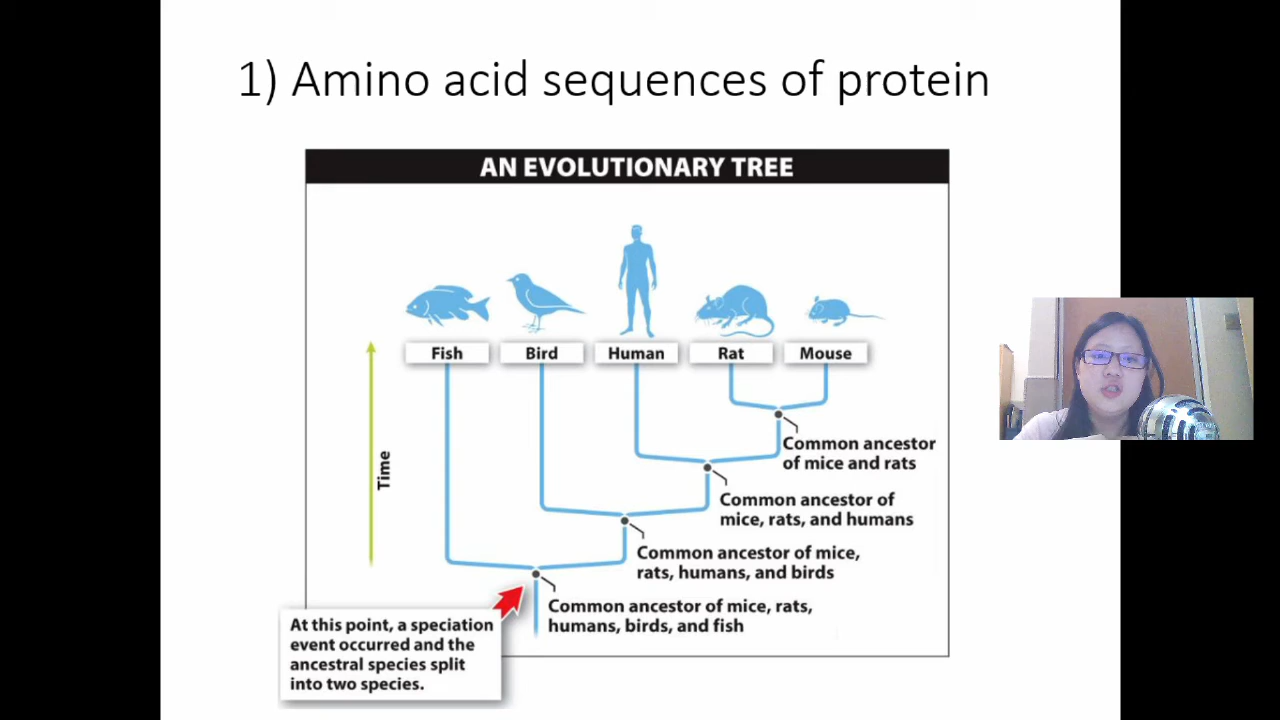 1) Amino acid sequences of protein
AN EVOLUTIONARY TREE
Fish
Bird
Human
Rat
Mouse
Time
Common ancestor
of mice and rats
Common ancestor of
mice, rats, and humans
Common ancestor of mice,
rats, humans, and birds
Common ancestor of mice, rats,
humans, birds, and fish
At this point, a speciation
event occurred and the
ancestral species split
into two species.